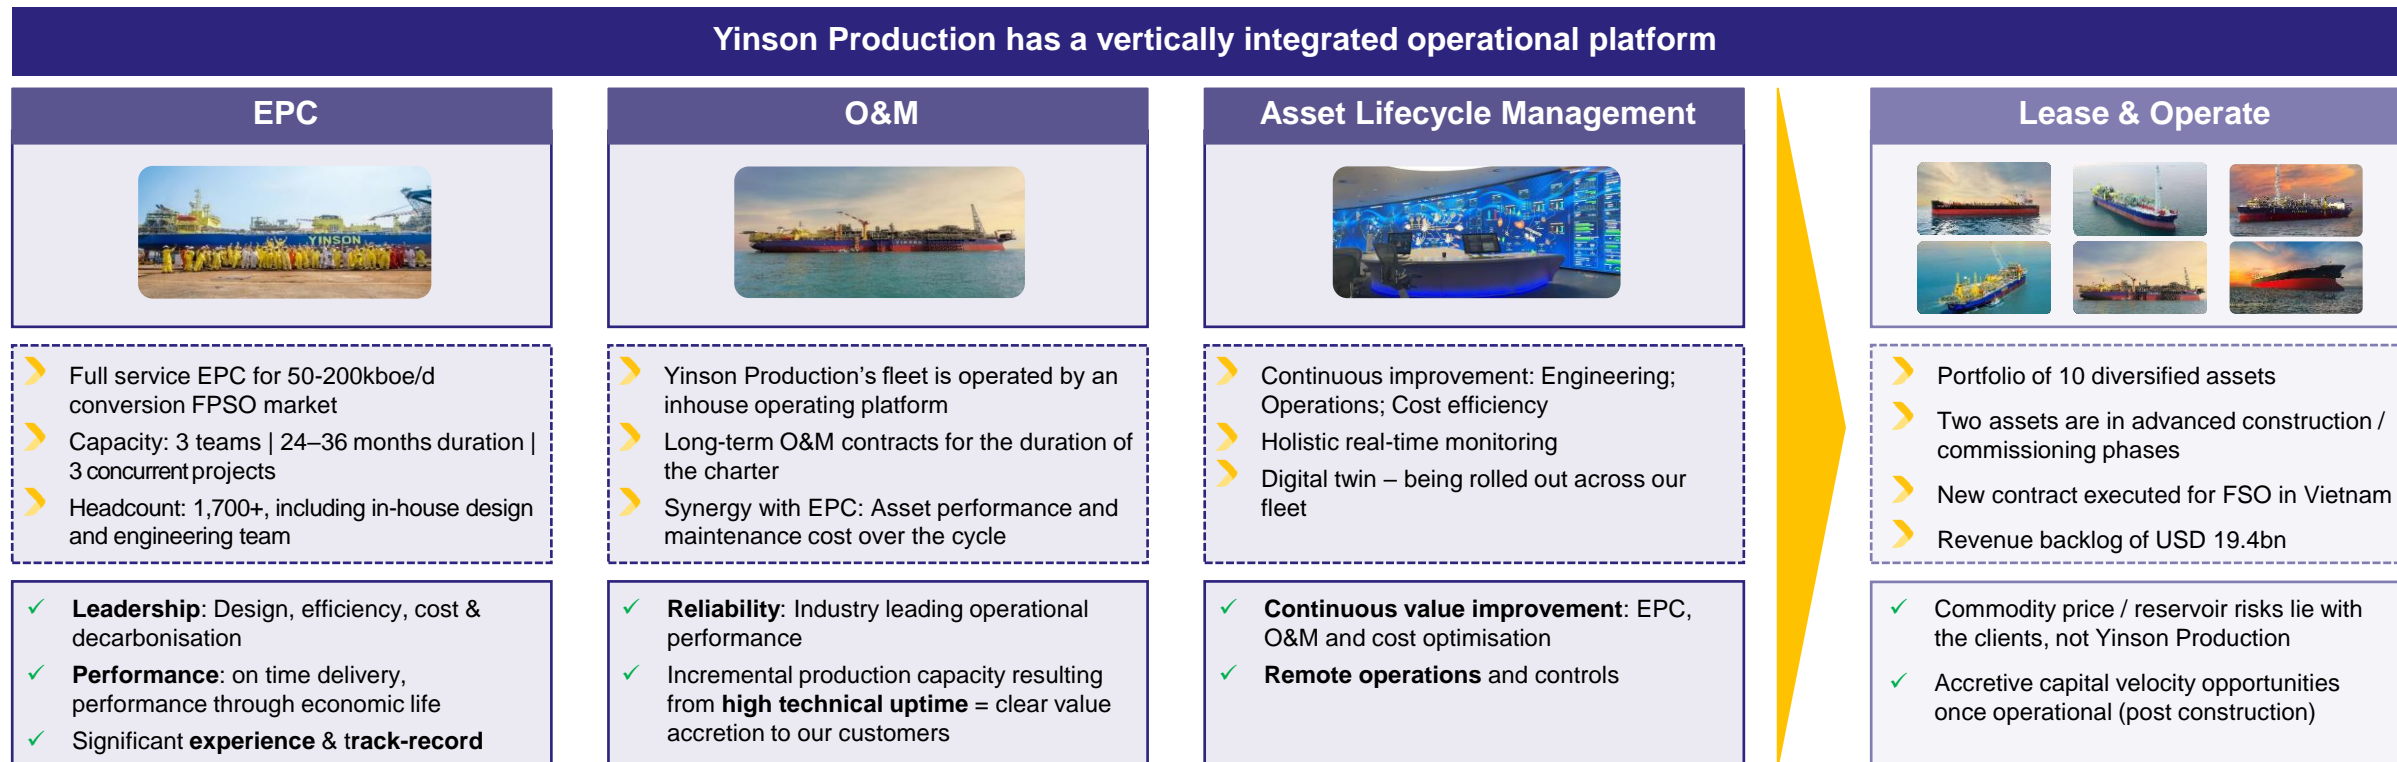 Yinson Production has a vertically integrated operational platform
EPC
YINSON
Full service EPC for 50-200kboe/d
conversion FPSO market
Capacity: 3 teams | 24–36 months duration |
3 concurrent projects
Headcount: 1,700+, including in-house design
and engineering team
Leadership: Design, efficiency, cost &
decarbonisation
Performance: on time delivery,
performance through economic life
Significant experience & track-record
O&M
Yinson Production’s fleet is operated by an
inhouse operating platform
Long-term O&M contracts for the duration of
the charter
Synergy with EPC: Asset performance and
maintenance cost over the cycle
Reliability: Industry leading operational
performance
Incremental production capacity resulting
from high technical uptime = clear value
accretion to our customers
Asset Lifecycle Management
Continuous improvement: Engineering;
Operations; Cost efficiency
Holistic real-time monitoring
Digital twin – being rolled out across our
fleet
Continuous value improvement: EPC,
O&M and cost optimisation
Remote operations and controls
Lease & Operate
Portfolio of 10 diversified assets
Two assets are in advanced construction /
commissioning phases
New contract executed for FSO in Vietnam
Revenue backlog of USD 19.4bn
Commodity price / reservoir risks lie with
the clients, not Yinson Production
Accretive capital velocity opportunities
once operational (post construction)